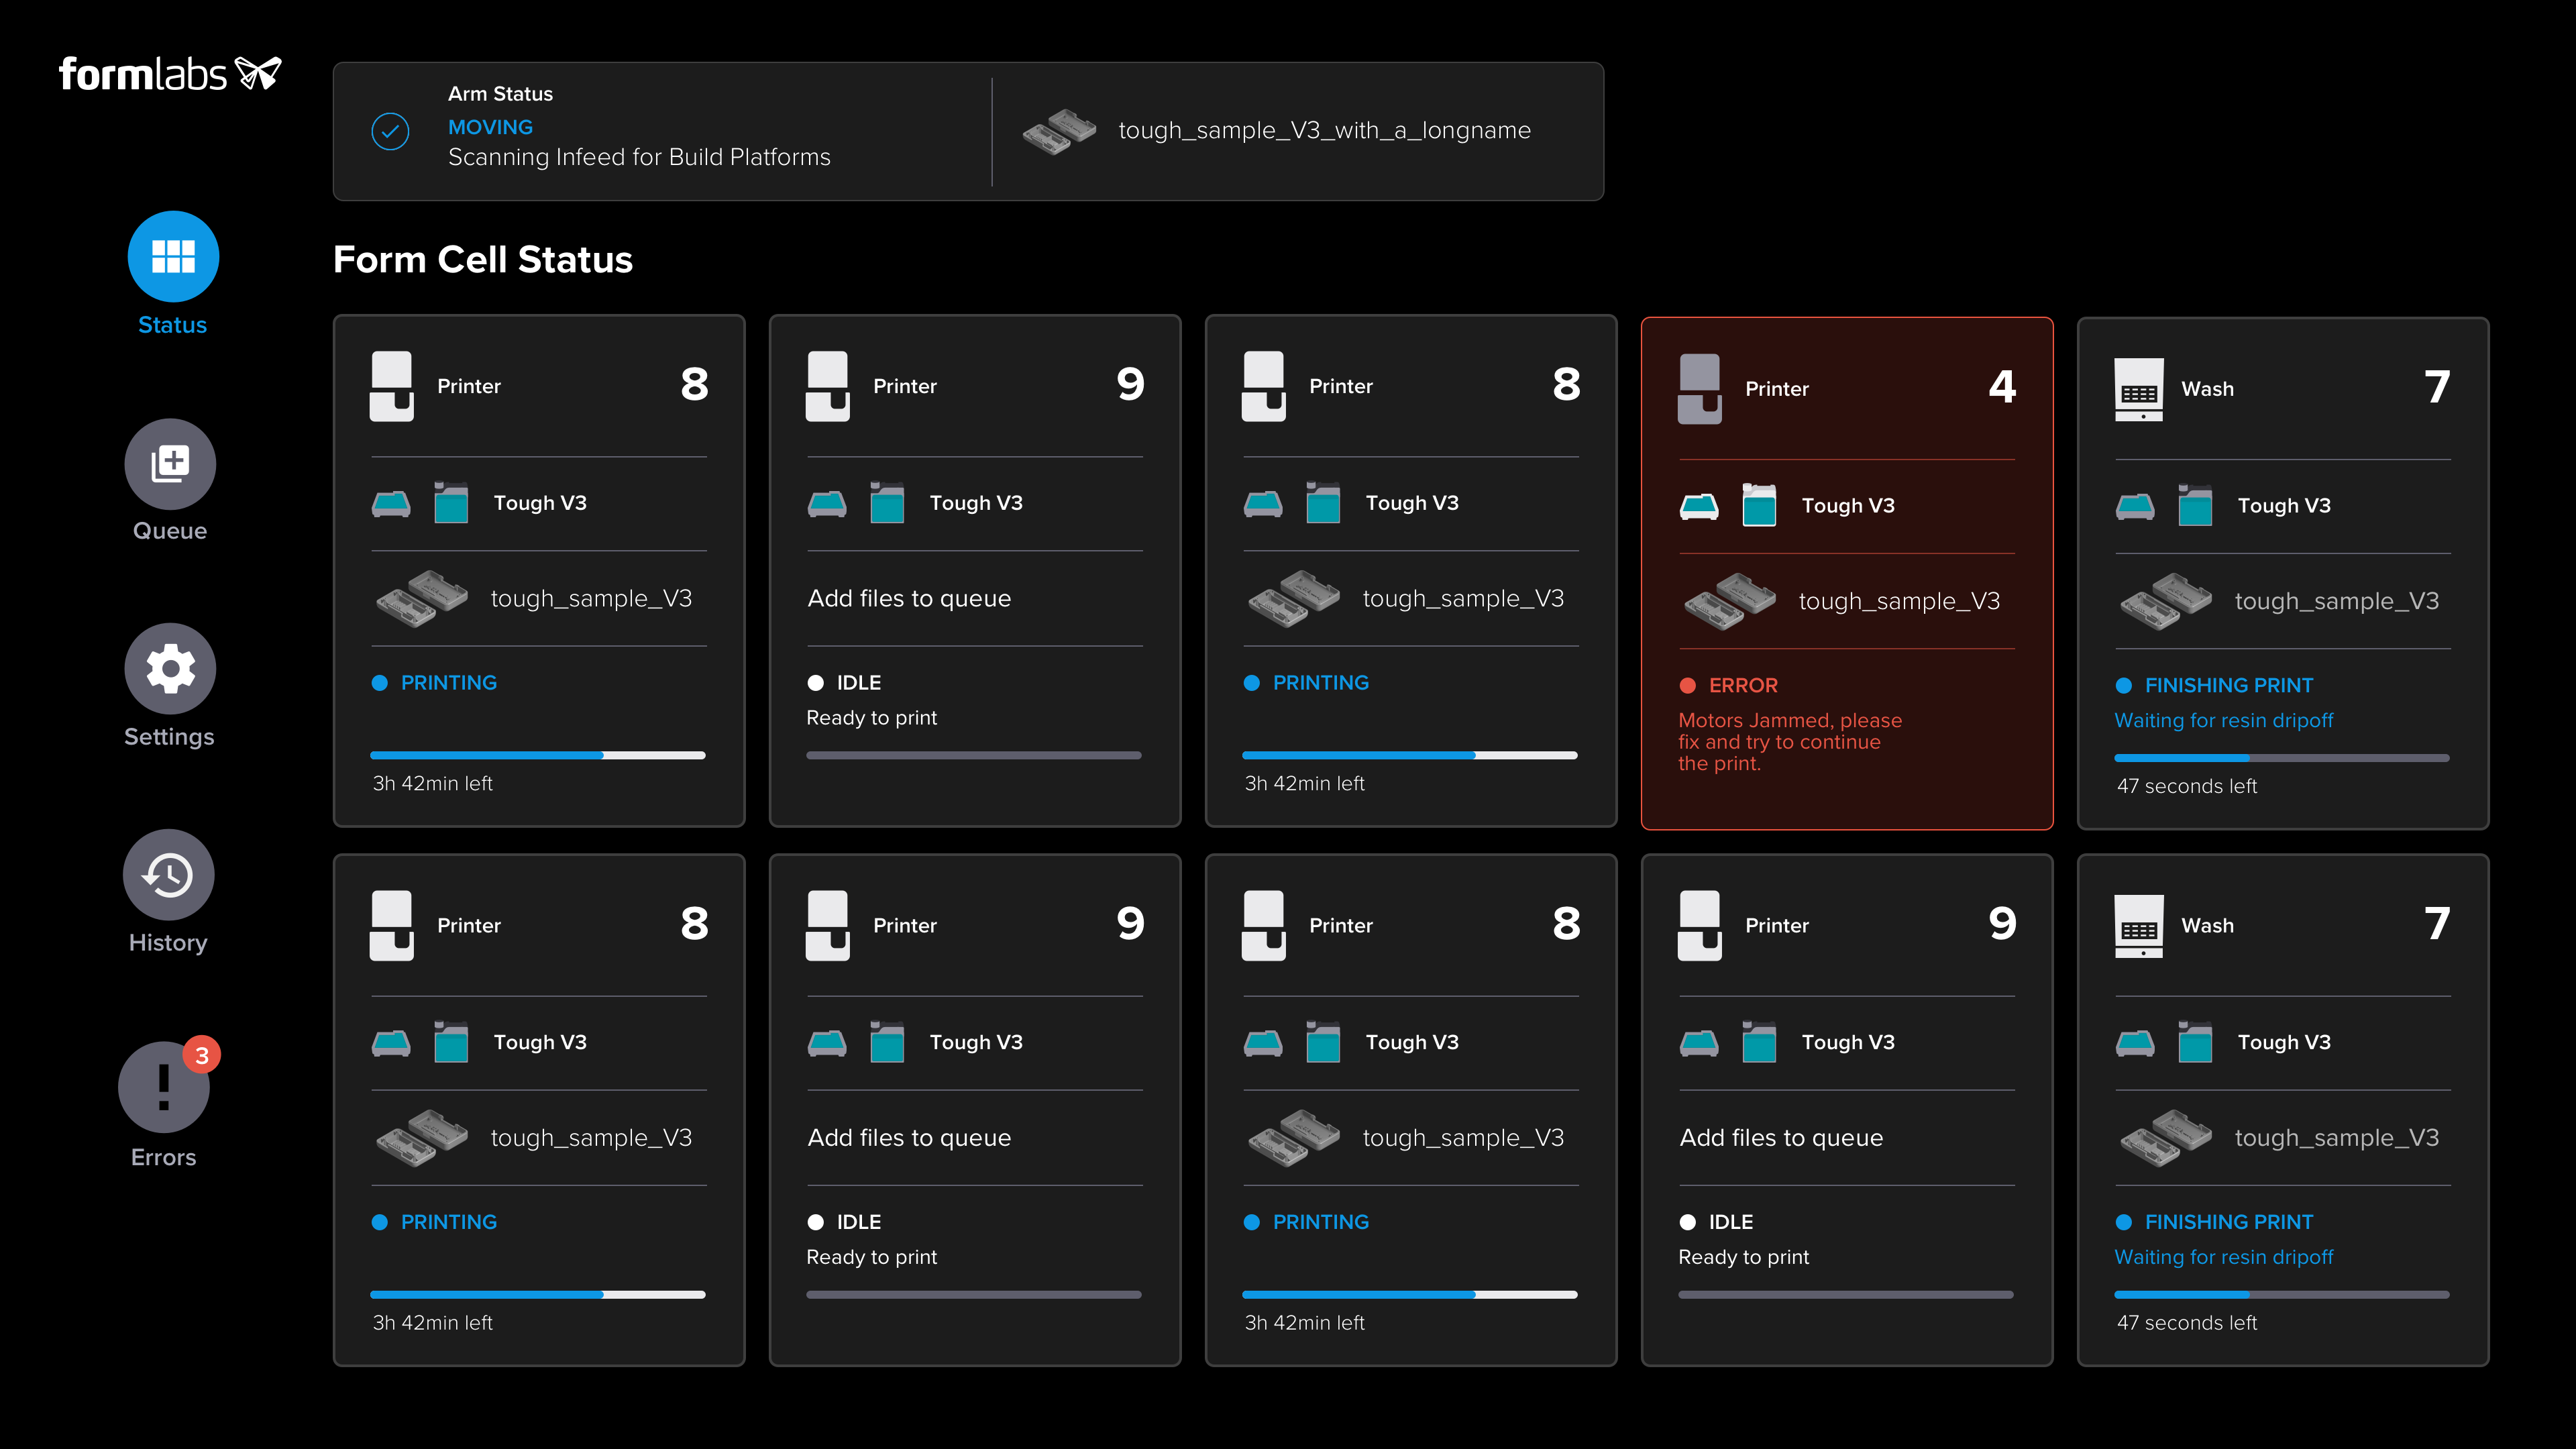 formlabs
Arm Status
MOVING
Scanning Infeed for Build Platforms
tough_sample_V3_with_a_longname
Status
Queue
Settings
History
3
Errors
Form Cell Status
Printer 8
Tough V3
tough_sample_V3
PRINTING
3h 42min left
Printer 9
Tough V3
Add files to queue
IDLE
Ready to print
Printer 8
Tough V3
tough_sample_V3
PRINTING
3h 42min left
Printer 4
Tough V3
tough_sample_V3
ERROR
Motors Jammed, please
fix and try to continue
the print.
Wash 7
Tough V3
tough_sample_V3
FINISHING PRINT
Waiting for resin dripoff
47 seconds left
Printer 8
Tough V3
tough_sample_V3
PRINTING
3h 42min left
Printer 9
Tough V3
Add files to queue
IDLE
Ready to print
Printer 8
Tough V3
tough_sample_V3
PRINTING
3h 42min left
Printer 9
Tough V3
Add files to queue
IDLE
Ready to print
Wash 7
Tough V3
tough_sample_V3
FINISHING PRINT
Waiting for resin dripoff
47 seconds left